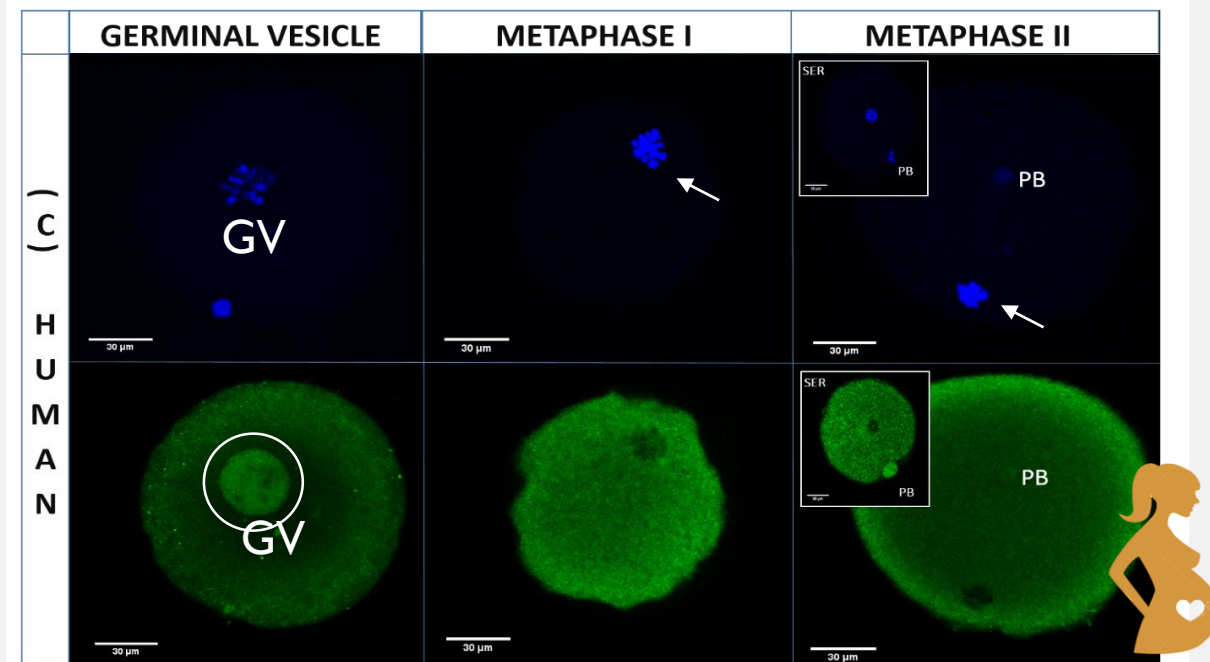 GERMINAL VESICLE
METAPHASE I
METAPHASE II
(C) HUMAN
GV
30 µm
30 µm
SER
PB
PB
30 µm
GV
30 µm
30 µm
SER
PB
PB
30 µm